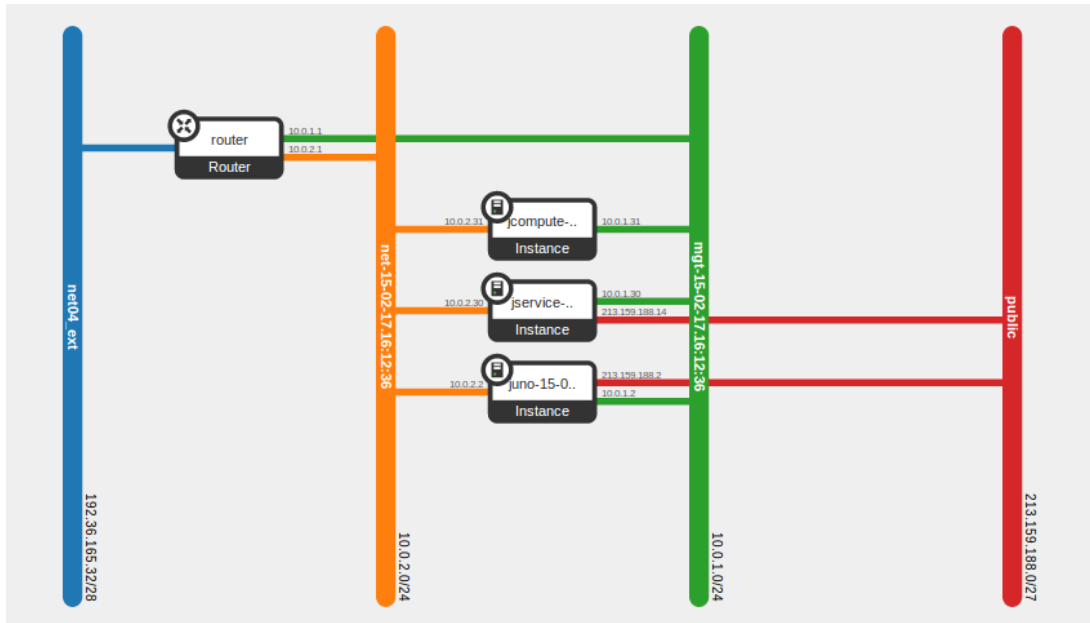 router
Router
10.0.1.1
10.0.2.1
10.0.2.31
jcompute-..
Instance
10.0.1.31
10.0.2.30
jservice-..
Instance
10.0.1.30
213.159.188.14
10.0.2.2
juno-15-0..
Instance
213.159.188.2
10.0.1.2
net04_ext
192.36.165.32/28
net-15-02-17.16:12:36
10.0.2.0/24
mgt-15-02-17.16:12:36
10.0.1.0/24
public
213.159.188.0/27